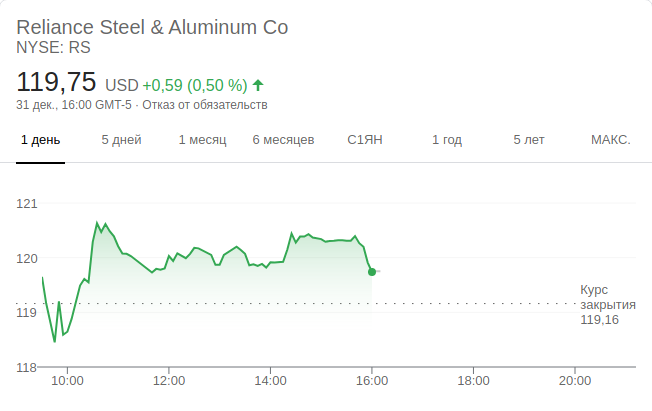 Reliance Steel & Aluminum Co
NYSE: RS
119,75 USD +0,59 (0,50 %)
31 дек., 16:00 GMT-5 · Отказ от обязательств
1 день 5 дней 1 месяц 6 месяцев С1ЯН 1 год 5 лет МАКС.
121
120
119
118
Курс
закрытия
119,16
10:00 12:00 14:00 16:00 18:00 20:00